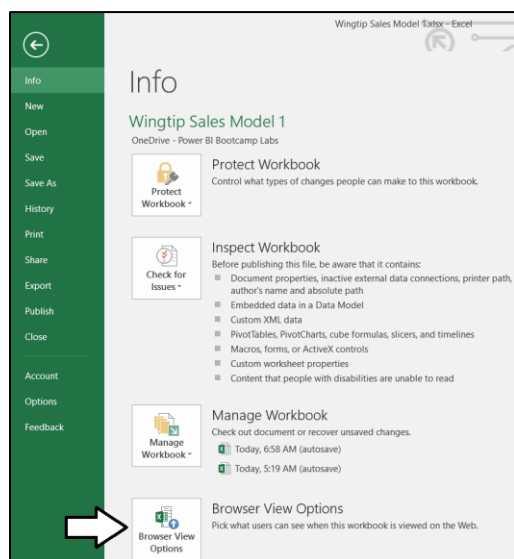 Wingtip Sales Model 1.xlsx - Excel
Info
New
Open
Save
Save As
History
Print
Share
Export
Publish
Close
Account
Options
Feedback
Info
Wingtip Sales Model 1
OneDrive - Power BI Bootcamp Labs
Protect Workbook
Protect Workbook
Control what types of changes people can make to this workbook.
Check for Issues
Inspect Workbook
Before publishing this file, be aware that it contains:
Document properties, inactive external data connections, printer path,
author's name and absolute path
Embedded data in a Data Model
Custom XML data
PivotTables, PivotCharts, cube formulas, slicers, and timelines
Macros, forms, or ActiveX controls
Custom worksheet properties
Content that people with disabilities are unable to read
Manage Workbook
Manage Workbook
Check out document or recover unsaved changes.
Today, 6:58 AM (autosave)
Today, 5:19 AM (autosave)
Browser View Options
Browser View Options
Pick what users can see when this workbook is viewed on the Web.